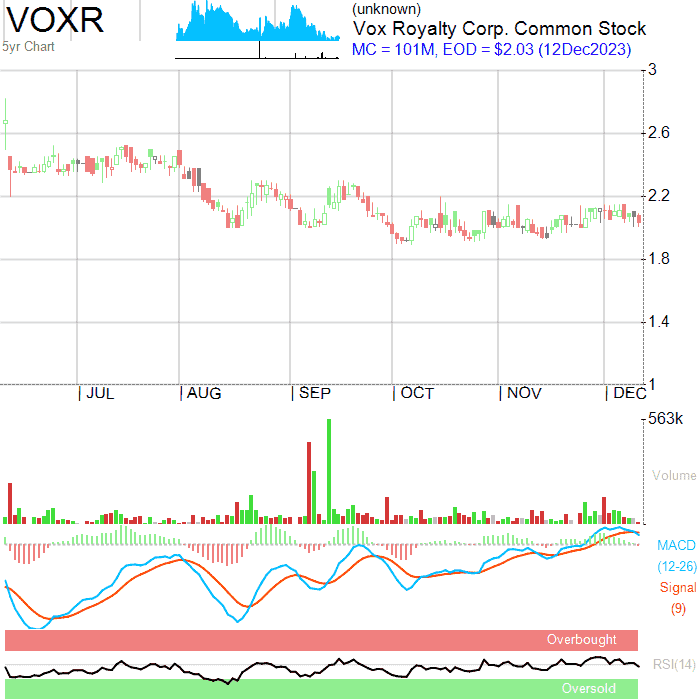 VOXR
5yr Chart
(unknown)
Vox Royalty Corp. Common Stock
MC = 101M, EOD = $2.03 (12Dec2023)
3
2.6
2.2
1.8
1.4
1
JUL
AUG
SEP
OCT
NOV
DEC
563k
Volume
MACD
(12-26)
Signal
(9)
Overbought
RSI(14)
Oversold